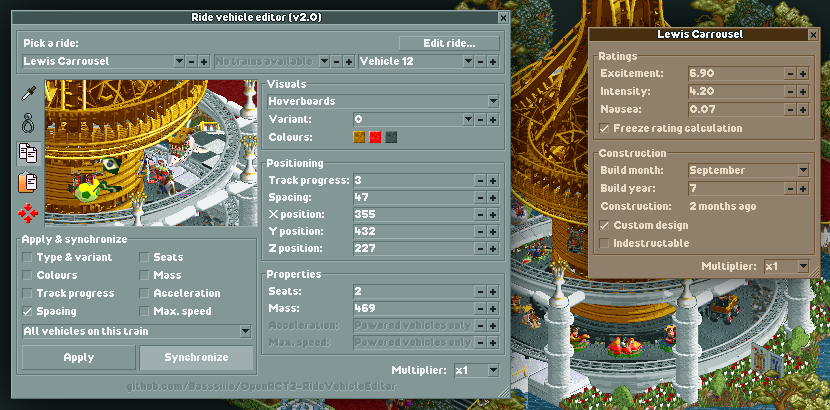 Ride vehicle editor (v2.0)
Pick a ride:
Edit ride...
Lewis Carrousel
No trains available
Vehicle 12
Visuals
Hoverboards
Variant: 0
Colours:
Positioning
Track progress: 3
Spacing: 47
X position: 355
Y position: 432
Z position: 227
Apply & synchronize
Type & variant
Seats
Colours
Mass
Track progress
Acceleration
Spacing
Max. speed
All vehicles on this train
Apply
Synchronize
Properties
Seats: 2
Mass: 469
Acceleration: Powered vehicles only
Max. speed: Powered vehicles only
Multiplier: x1
github.com/Basssiiie/OpenRCT2-RideVehicleEditor
Lewis Carrousel
Ratings
Excitement: 6.90
Intensity: 4.20
Nausea: 0.07
Freeze rating calculation
Construction
Build month: September
Build year: 7
Construction: 2 months ago
Custom design
Indestructable
Multiplier: x1